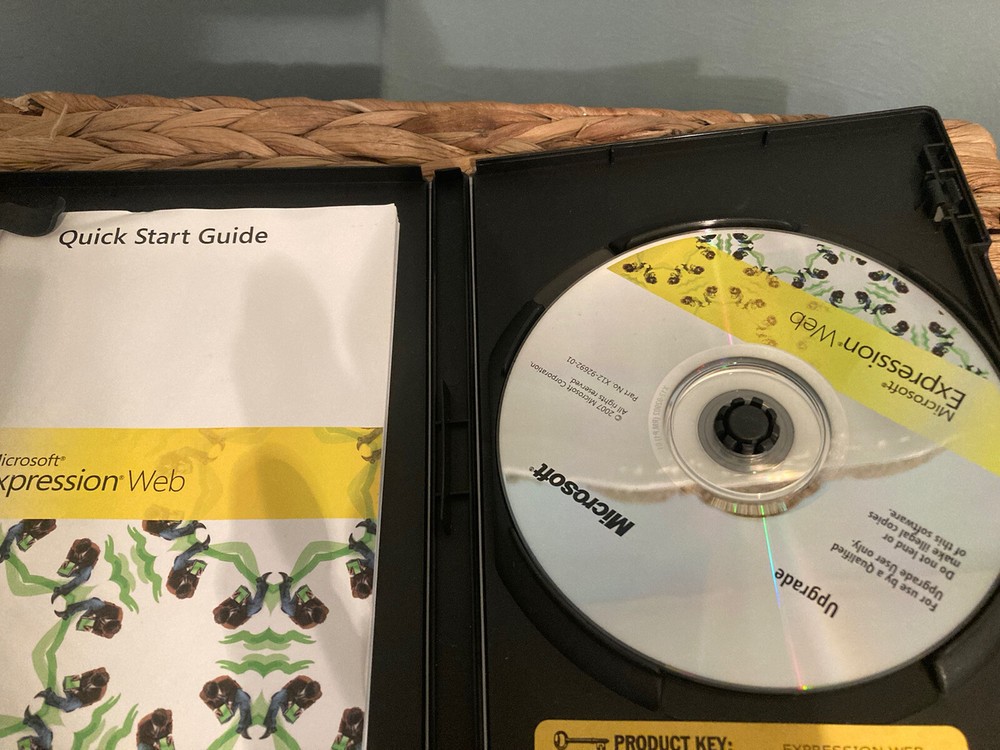 Quick Start Guide
Microsoft®
Expression® Web
Microsoft®
Expression® Web
© 2007 Microsoft Corporation.
All rights reserved.
Part No. X12-92692-01
Microsoft®
Upgrade
For use by a Qualified
Upgrade User only.
Do not lend or
make illegal copies
of this software.
PRODUCT KEY: EXPRESSION WEB